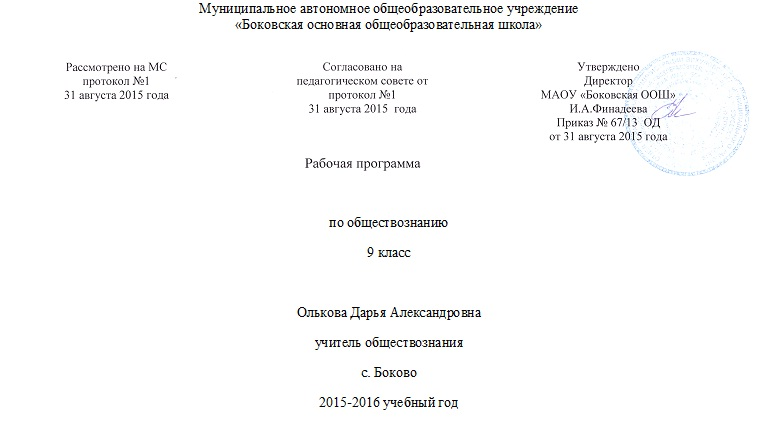 Муниципальное автономное общеобразовательное учреждение
«Боковская основная общеобразовательная школа»
Рассмотрено на МС
протокол №1
31 августа 2015 года
Согласовано на
педагогическом совете от
протокол №1
31 августа 2015 года
Утверждено
Директор
МАОУ «Боковская ООШ»
И.А.Финадеева
Приказ № 67/13 ОД
от 31 августа 2015 года
Рабочая программа
по обществознанию
9 класс
Олькова Дарья Александровна
учитель обществознания
с. Боково
2015-2016 учебный год